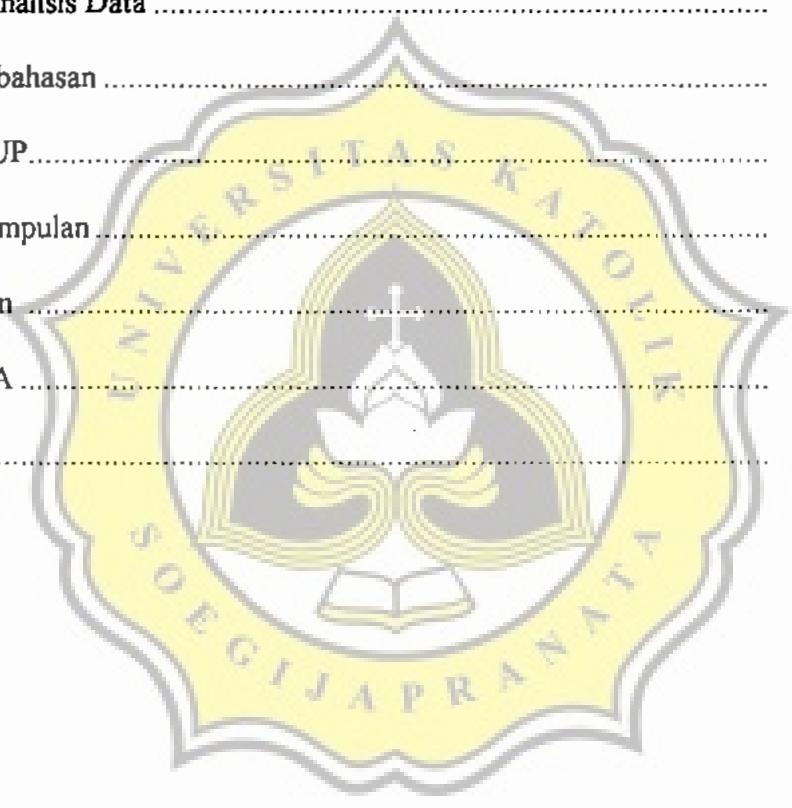 nalisis Data ........................................
bahasan ........................................
UP........................................
mpulan ........................................
n ........................................
A ........................................
........................................
UNIVERSITAS KATOLIK
SOEGIJAPRANATA